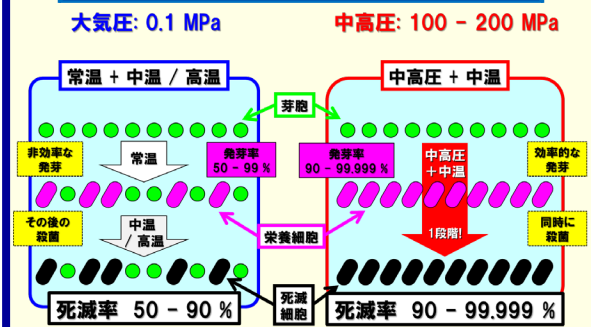 大気圧: 0.1 MPa
中高圧: 100 - 200 MPa
常温 + 中温 / 高温
中高圧 + 中温
芽胞
非効率な
発芽
常温
発芽率
50 - 99 %
発芽率
90 - 99.999 %
中高圧
+ 中温
効率的な
発芽
その後の
殺菌
中温
/ 高温
栄養細胞
1段階!
同時に
殺菌
死滅
細胞
死滅率 50 - 90 %
死滅率 90 - 99.999 %